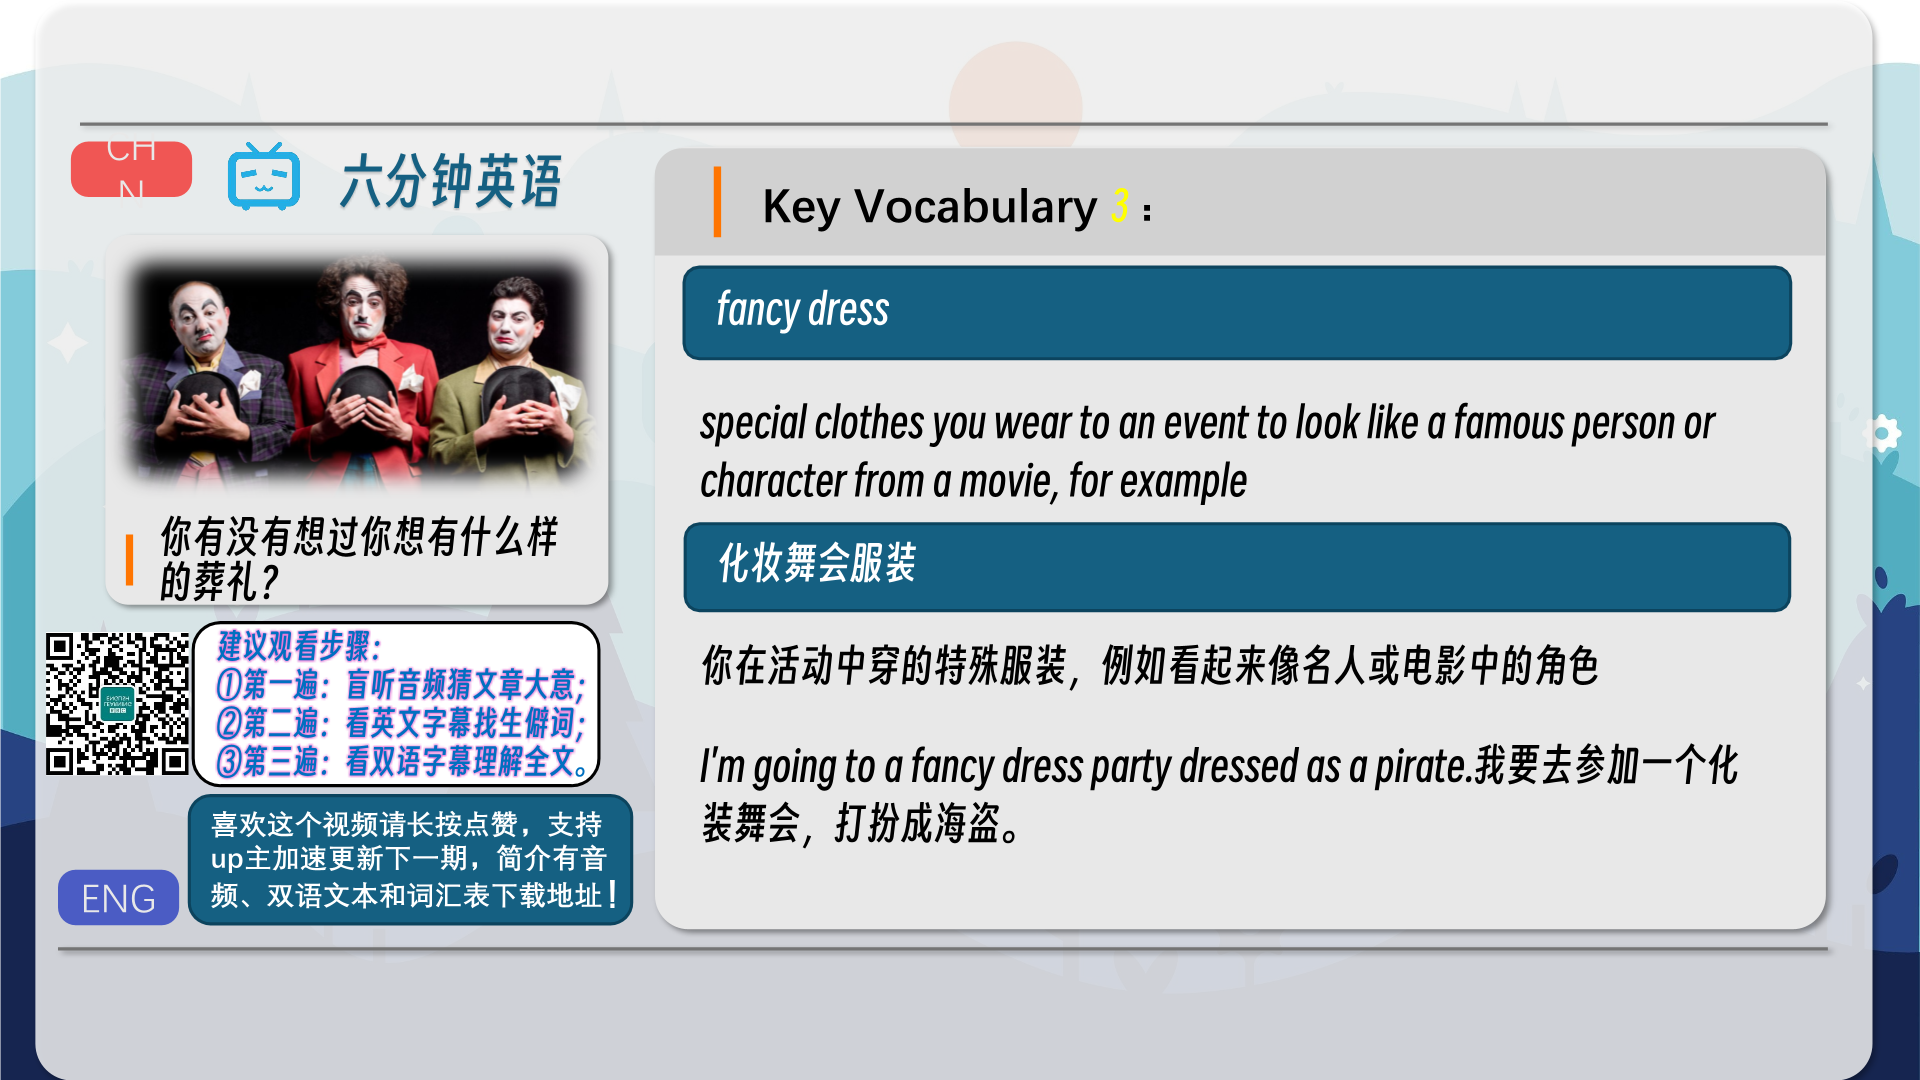 CH
N
六分钟英语
你有没有想过你想有什么样
的葬礼？
建议观看步骤：
①第一遍：盲听音频猜文章大意；
②第二遍：看英文字幕找生僻词；
③第三遍：看双语字幕理解全文。
喜欢这个视频请长按点赞，支持
up主加速更新下一期，简介有音
频、双语文本和词汇表下载地址！
ENG
Key Vocabulary 3：
fancy dress
special clothes you wear to an event to look like a famous person or
character from a movie, for example
化妆舞会服装
你在活动中穿的特殊服装，例如看起来像名人或电影中的角色
I'm going to a fancy dress party dressed as a pirate.我要去参加一个化
装舞会，打扮成海盗。